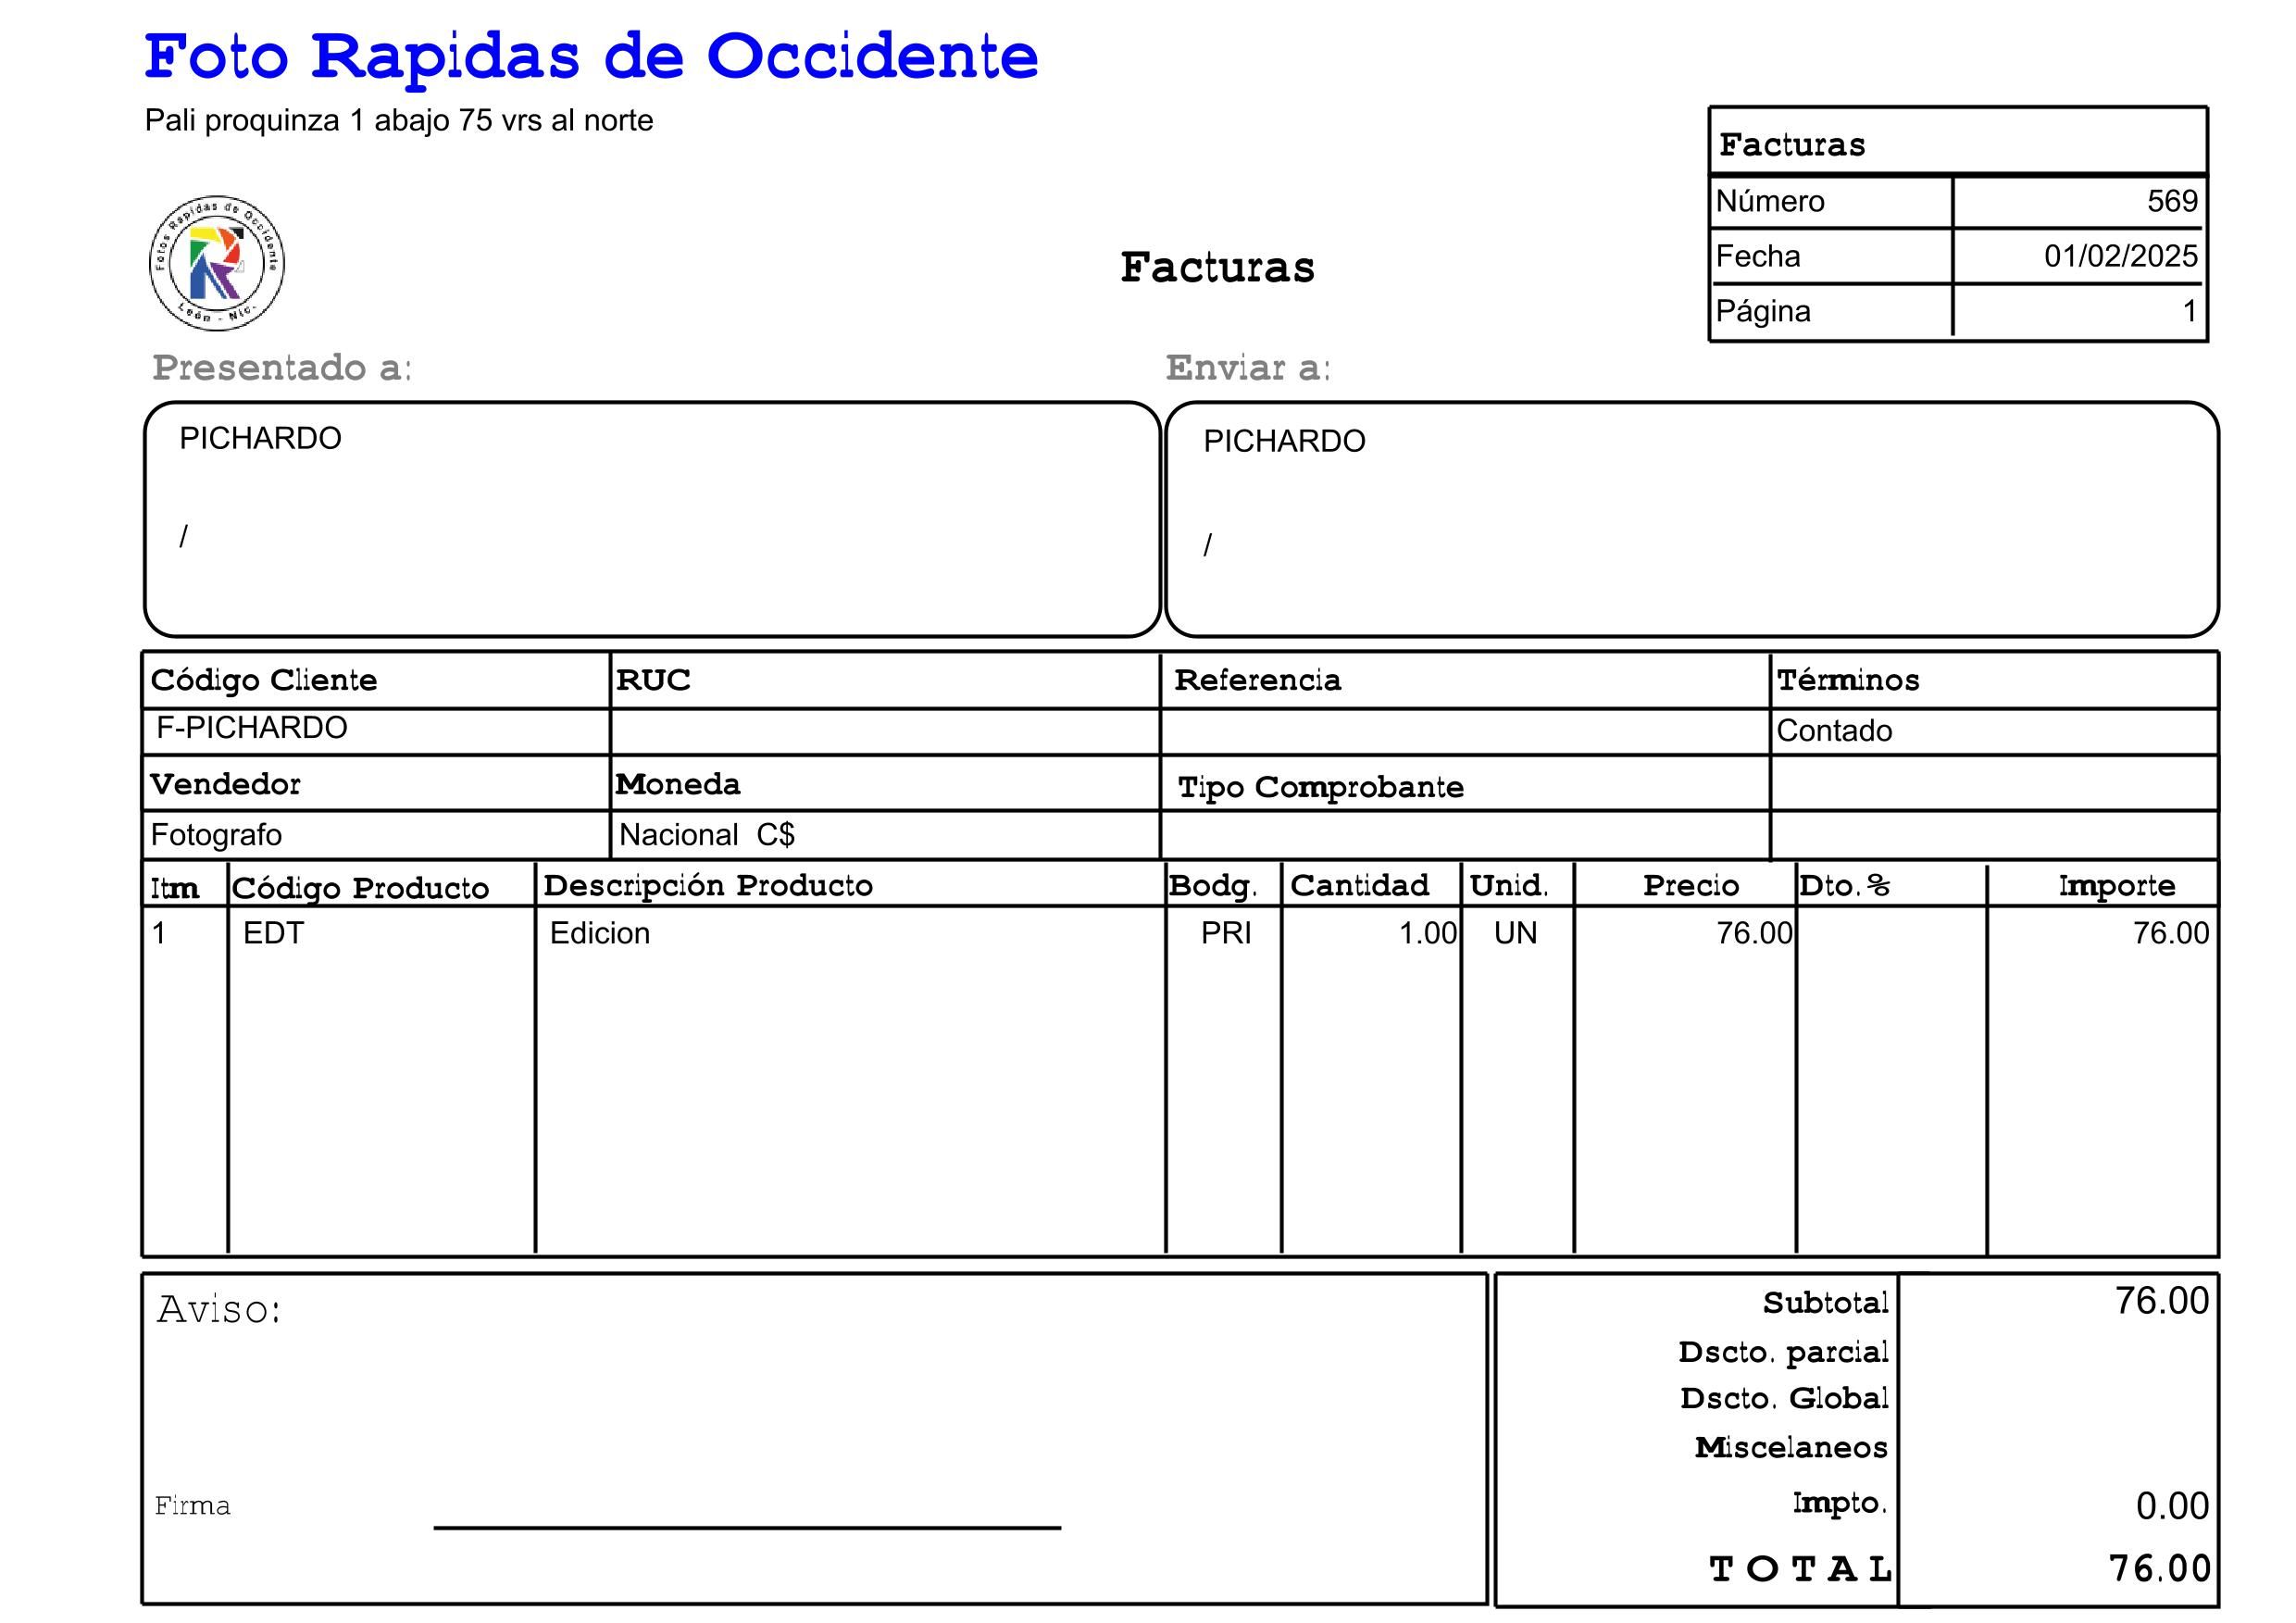 Foto Rapidas de Occidente
Pali proquinza 1 abajo 75 vrs al norte
Facturas
Número 569
Fecha 01/02/2025
Página 1
Fotos Rapidas de Occidente
León - Nic.
Facturas
Presentado a: Enviar a:
PICHARDO PICHARDO
/ /
Código Cliente RUC Referencia Términos
F-PICHARDO Contado
Vendedor Moneda Tipo Comprobante
Fotografo Nacional C$
Itm Código Producto Descripción Producto Bodg. Cantidad Unid. Precio Dto.% Importe
1 EDT Edicion PRI 1.00 UN 76.00 76.00
Aviso:
Subtotal 76.00
Dscto. parcial
Dscto. Global
Miscelaneos
Firma
Impto. 0.00
TOTAL 76.00